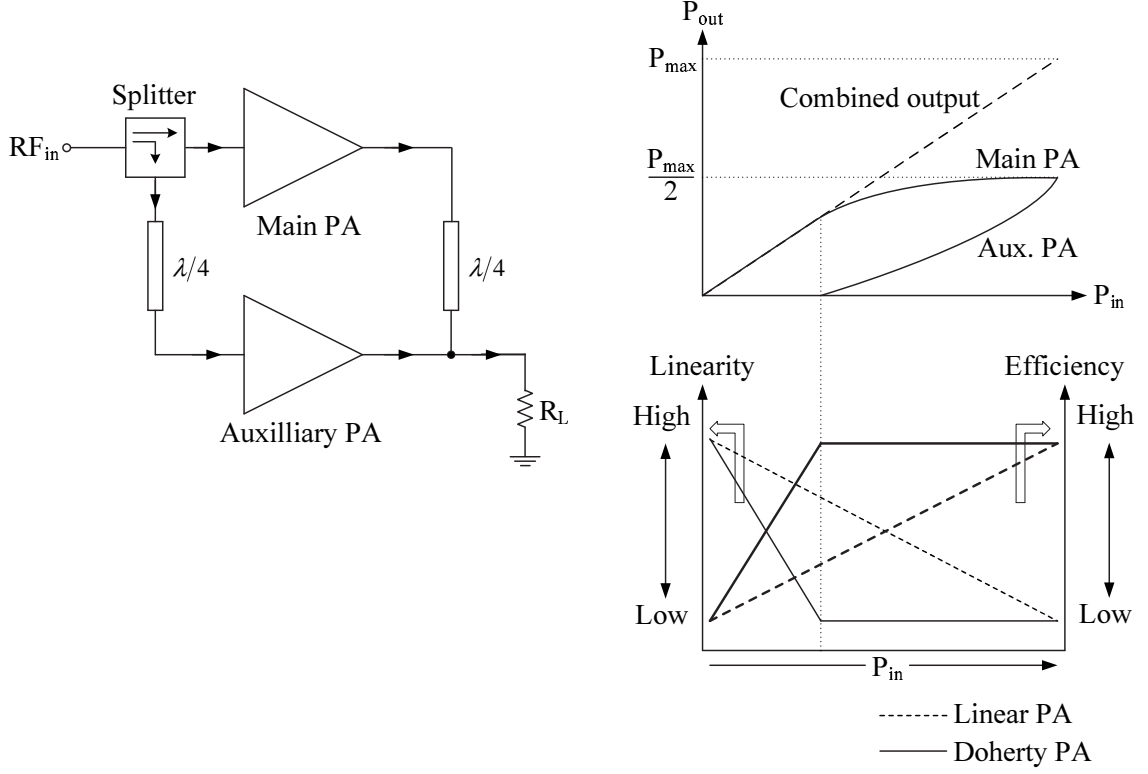 Splitter
RFin
Main PA
λ/4
λ/4
Auxilliary PA
RL
Pout
Pmax
Combined output
Pmax
2
Main PA
Aux. PA
Pin
Linearity
Efficiency
High
High
Low
Low
Pin
Linear PA
Doherty PA